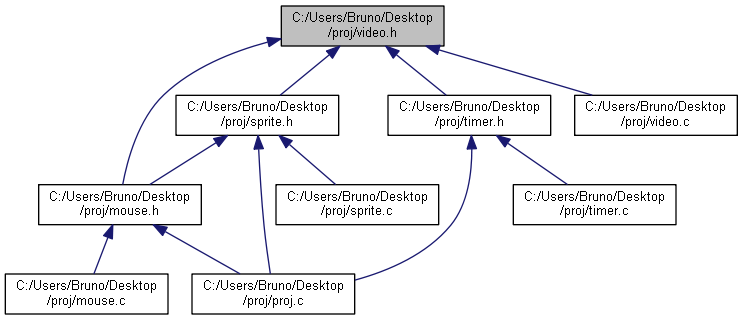 C:/Users/Bruno/Desktop
/proj/video.h
C:/Users/Bruno/Desktop
/proj/sprite.h
C:/Users/Bruno/Desktop
/proj/timer.h
C:/Users/Bruno/Desktop
/proj/video.c
C:/Users/Bruno/Desktop
/proj/mouse.h
C:/Users/Bruno/Desktop
/proj/sprite.c
C:/Users/Bruno/Desktop
/proj/timer.c
C:/Users/Bruno/Desktop
/proj/mouse.c
C:/Users/Bruno/Desktop
/proj/proj.c